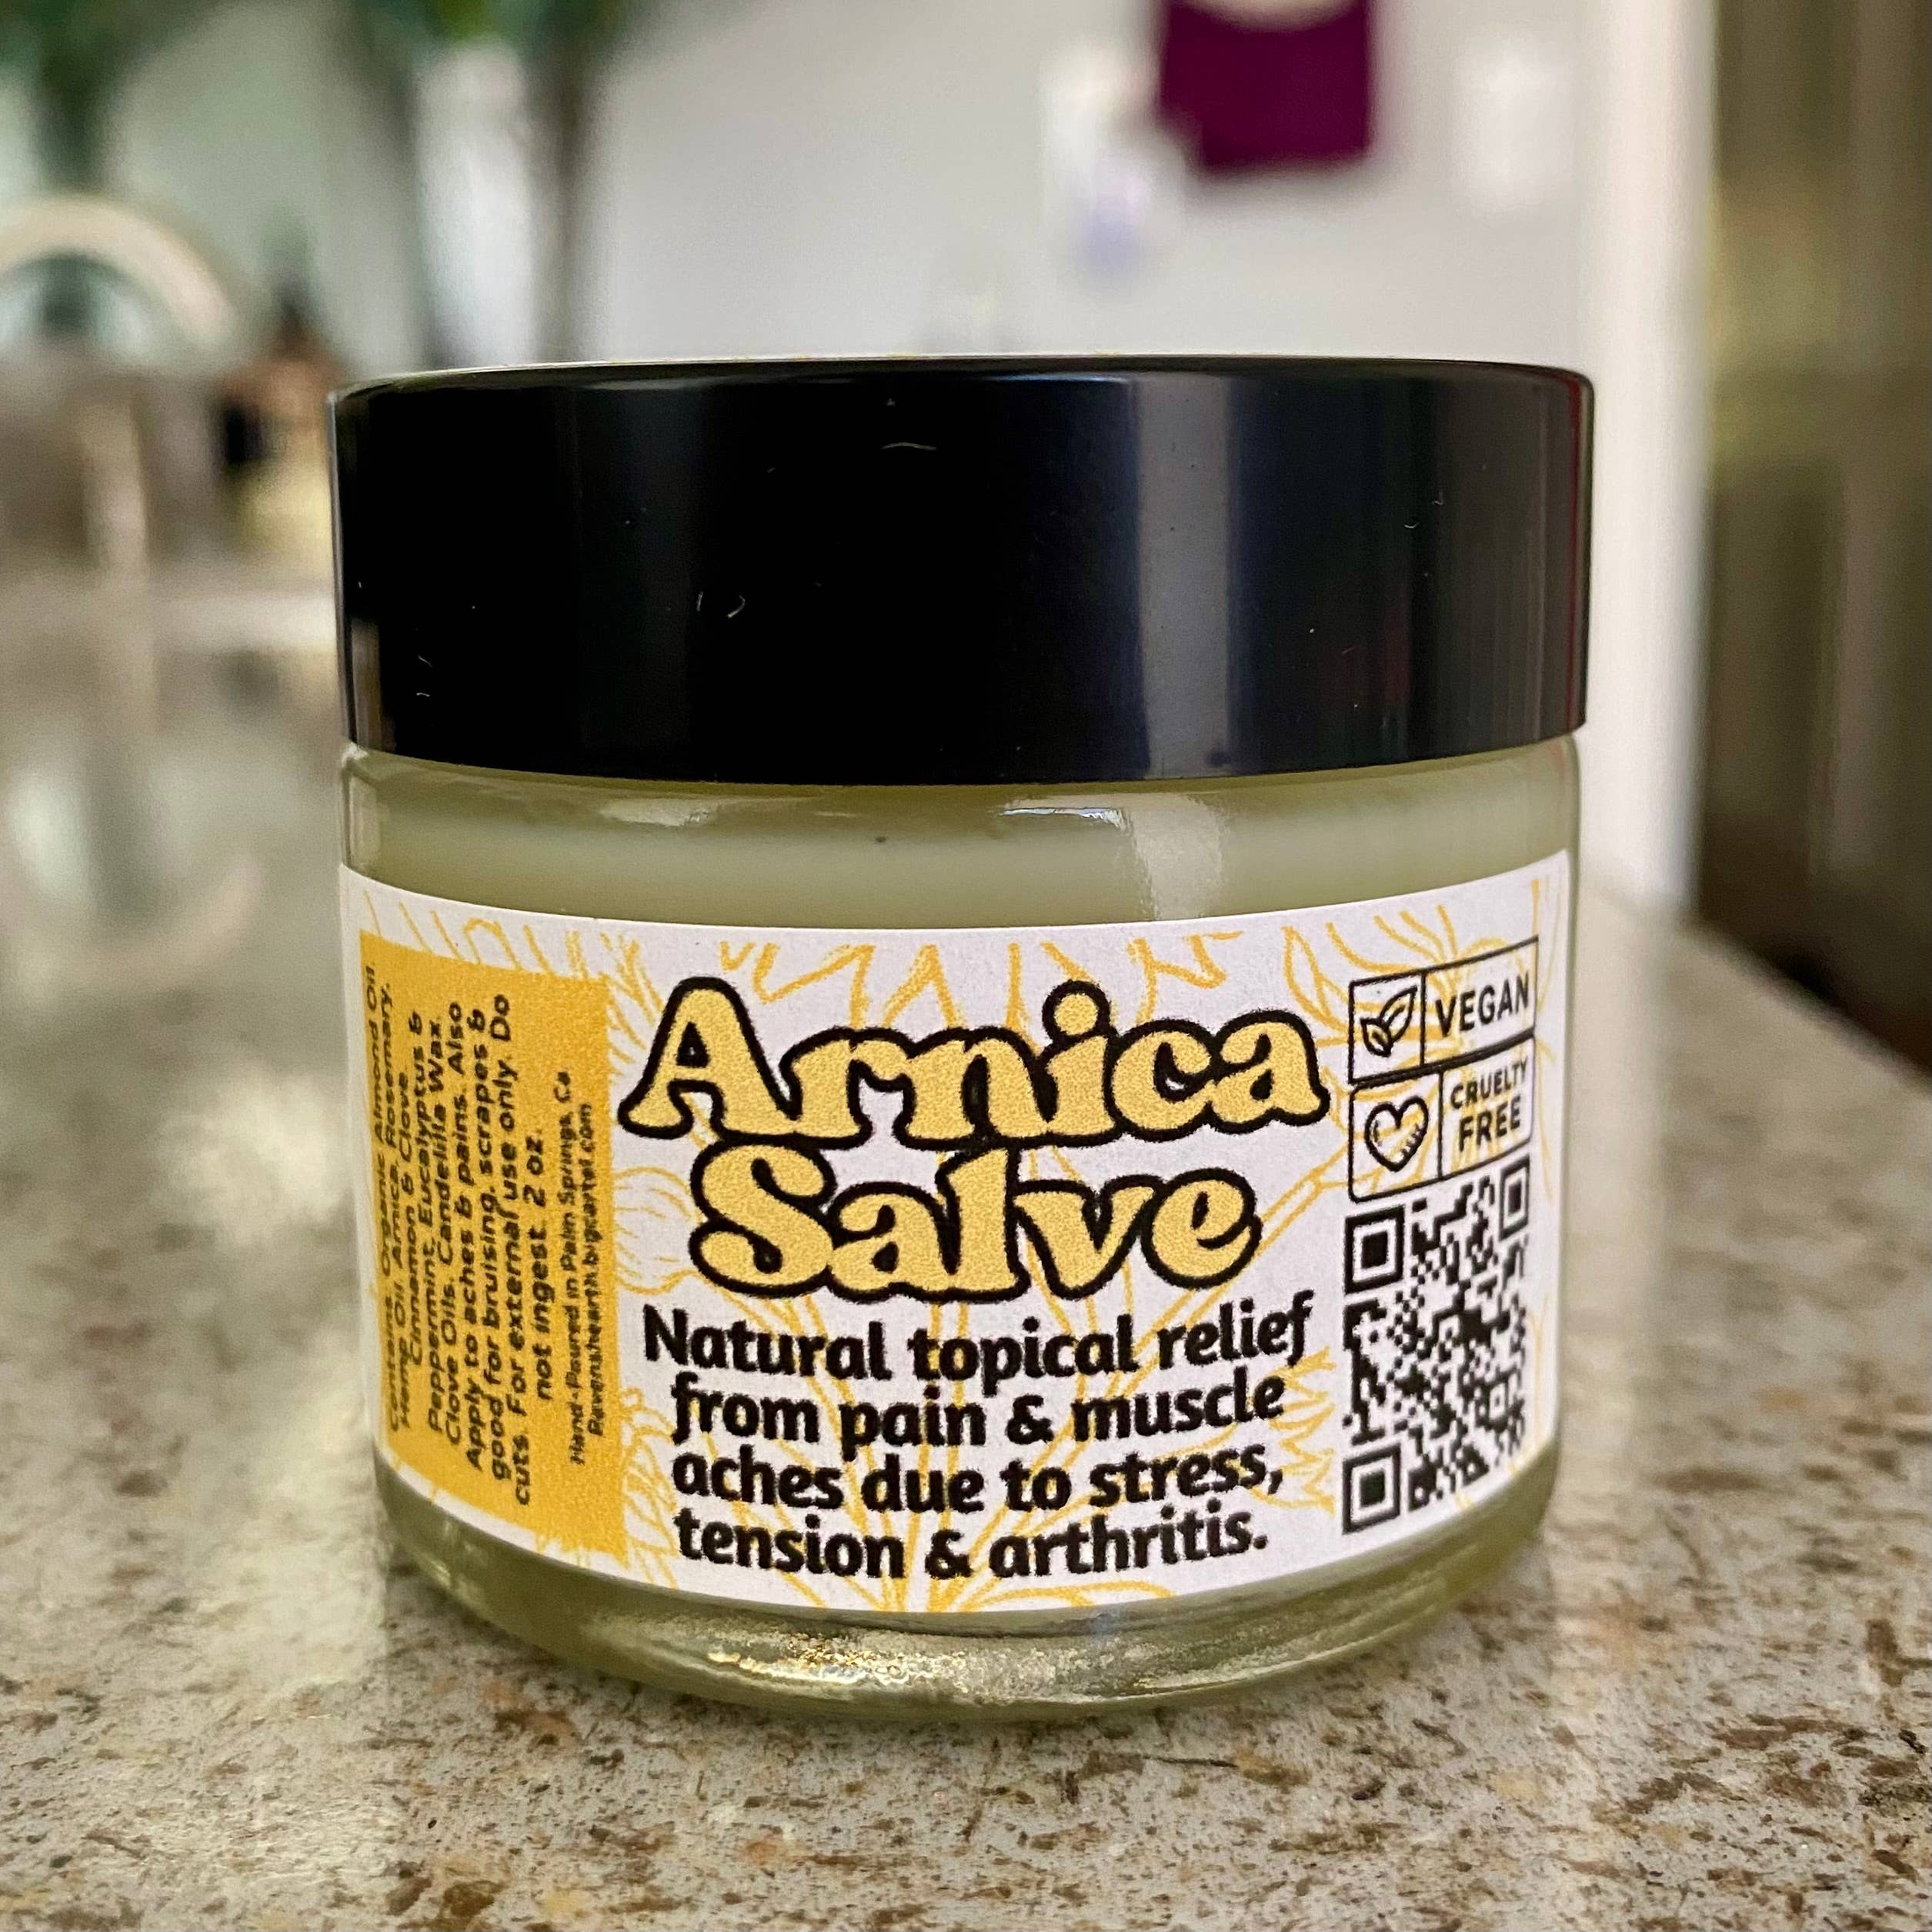 Arnica
Salve
Natural topical relief
from pain & muscle
aches due to stress,
tension & arthritis.
VEGAN
CRUELTY
FREE
Contains: Organic Almond Oil,
Hemp Oil, Arnica, Rosemary,
Cinnamon & Clove.
Peppermint, Eucalyptus &
Clove Oils. Candelilla Wax.
Apply to aches & pains. Also
good for bruising, scrapes &
cuts. For external use only. Do
not ingest. 2 oz.
Hand-Poured in Palm Springs, Ca
Ravenahearth.bigcartel.com